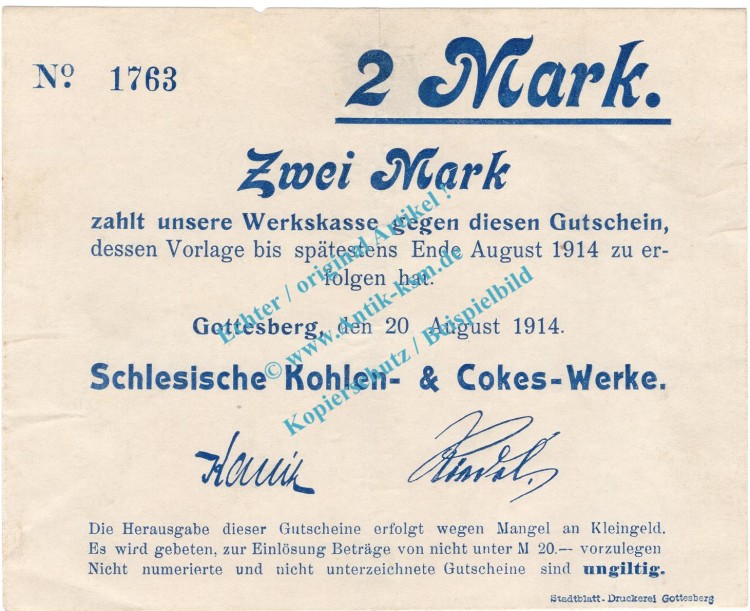 No. 1763
2 Mark.
Zwei Mark
zahlt unsere Werkskasse gegen diesen Gutschein,
dessen Vorlage bis spätestens Ende August 1914 zu er-
folgen hat.
Gottesberg, den 20 August 1914.
Schlesische Kohlen- & Cokes-Werke.
Die Herausgabe dieser Gutscheine erfolgt wegen Mangel an Kleingeld.
Es wird gebeten, zur Einlösung Beträge von nicht unter M 20.— vorzulegen
Nicht numerierte und nicht unterzeichnete Gutscheine sind ungiltig.
Stadtblatt-Druckerei Gottesberg
Echter / original Artikel !
© www.Antik-ksm.de
Kopierschutz / Beispielbild